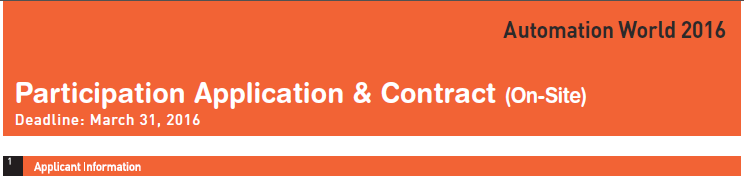 Automation World 2016
Participation Application & Contract (On-Site)
Deadline: March 31, 2016
1 Applicant Information